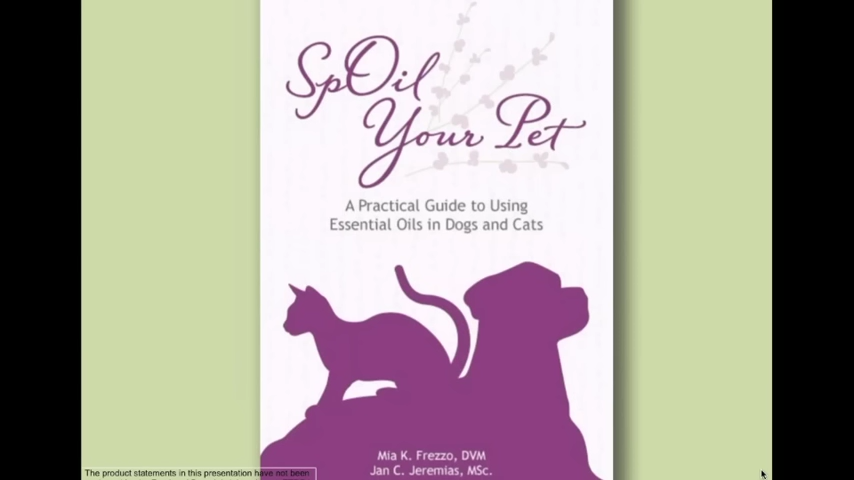 SpOil
Your Pet
A Practical Guide to Using
Essential Oils in Dogs and Cats
Mia K. Frezzo, DVM
Jan C. Jeremias, MSc.
The product statements in this presentation have not been